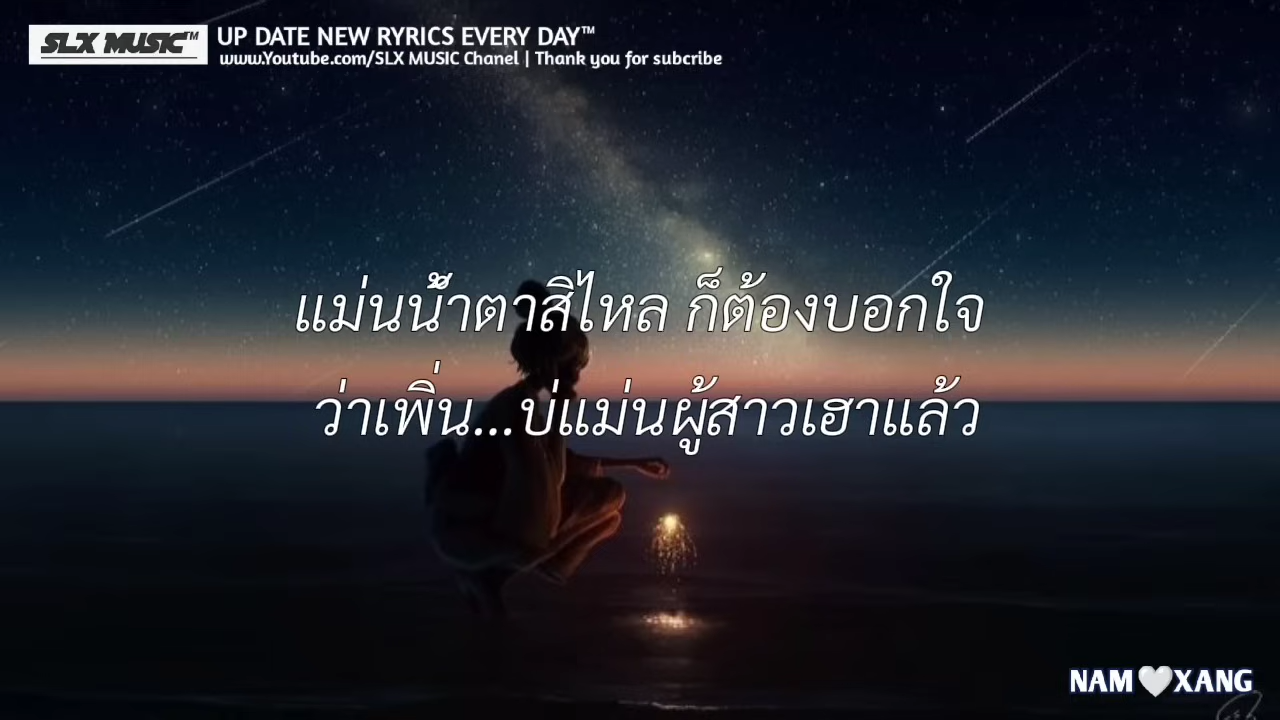 SLX MUSIC™
UP DATE NEW RYRICS EVERY DAY™
www.Youtube.com/SLX MUSIC Chanel | Thank you for subcribe
แม่นน้ำตาสิไหล ก็ต้องบอกใจ
ว่าเพิ่น...บ่แม่นผู้สาวเฮาแล้ว
NAM🤍XANG